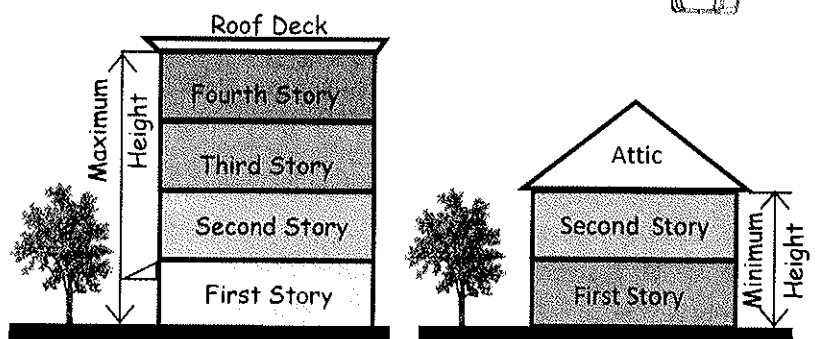 Roof Deck
Maximum
Height
Fourth Story
Third Story
Second Story
First Story
Attic
Second Story
First Story
Minimum
Height